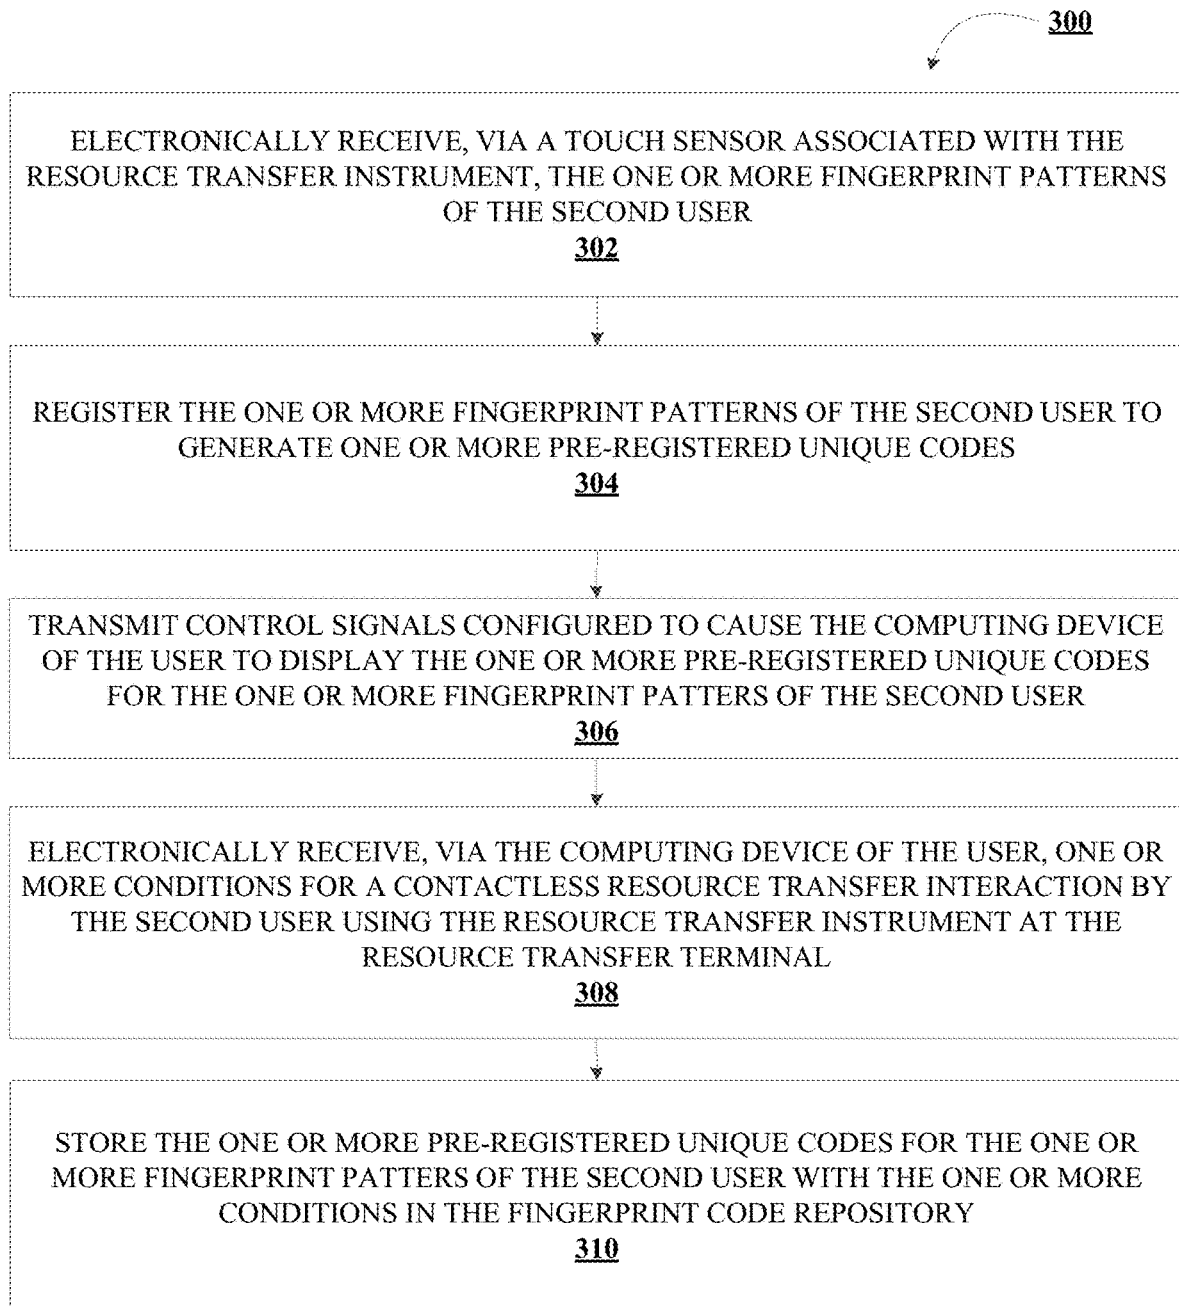 300
ELECTRONICALLY RECEIVE, VIA A TOUCH SENSOR ASSOCIATED WITH THE
RESOURCE TRANSFER INSTRUMENT, THE ONE OR MORE FINGERPRINT PATTERNS
OF THE SECOND USER
302
REGISTER THE ONE OR MORE FINGERPRINT PATTERNS OF THE SECOND USER TO
GENERATE ONE OR MORE PRE-REGISTERED UNIQUE CODES
304
TRANSMIT CONTROL SIGNALS CONFIGURED TO CAUSE THE COMPUTING DEVICE
OF THE USER TO DISPLAY THE ONE OR MORE PRE-REGISTERED UNIQUE CODES
FOR THE ONE OR MORE FINGERPRINT PATTERS OF THE SECOND USER
306
ELECTRONICALLY RECEIVE, VIA THE COMPUTING DEVICE OF THE USER, ONE OR
MORE CONDITIONS FOR A CONTACTLESS RESOURCE TRANSFER INTERACTION BY
THE SECOND USER USING THE RESOURCE TRANSFER INSTRUMENT AT THE
RESOURCE TRANSFER TERMINAL
308
STORE THE ONE OR MORE PRE-REGISTERED UNIQUE CODES FOR THE ONE OR
MORE FINGERPRINT PATTERS OF THE SECOND USER WITH THE ONE OR MORE
CONDITIONS IN THE FINGERPRINT CODE REPOSITORY
310